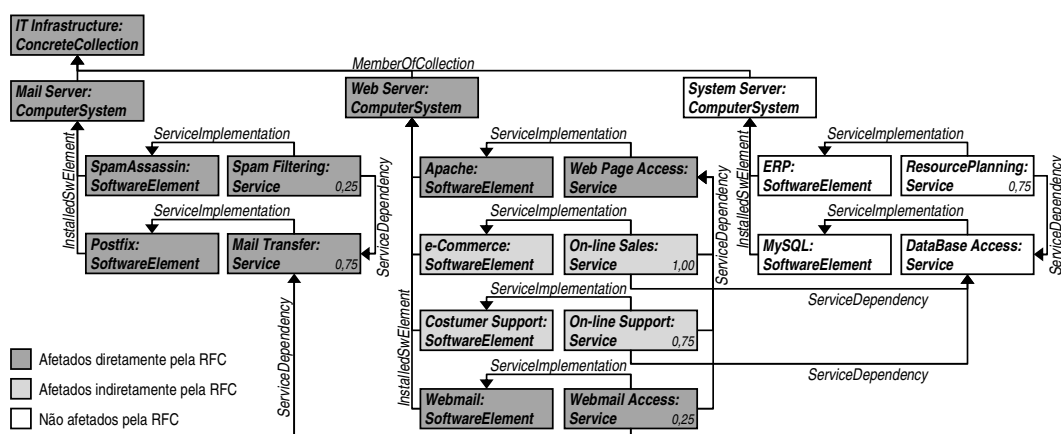 IT Infrastructure:
ConcreteCollection
MemberOfCollection
Mail Server:
ComputerSystem
Web Server:
ComputerSystem
System Server:
ComputerSystem
InstalledSwElement
ServiceImplementation
SpamAssassin:
SoftwareElement
Spam Filtering:
Service 0,25
ServiceDependency
ServiceImplementation
Postfix:
SoftwareElement
Mail Transfer:
Service 0,75
ServiceDependency
InstalledSwElement
ServiceImplementation
Apache:
SoftwareElement
Web Page Access:
Service
ServiceDependency
ServiceImplementation
e-Commerce:
SoftwareElement
On-line Sales:
Service 1,00
ServiceDependency
ServiceImplementation
Costumer Support:
SoftwareElement
On-line Support:
Service 0,75
ServiceDependency
ServiceImplementation
Webmail:
SoftwareElement
Webmail Access:
Service 0,25
InstalledSwElement
ServiceImplementation
ERP:
SoftwareElement
ResourcePlanning:
Service 0,75
ServiceDependency
ServiceImplementation
MySQL:
SoftwareElement
DataBase Access:
Service
Afetados diretamente pela RFC
Afetados indiretamente pela RFC
Não afetados pela RFC